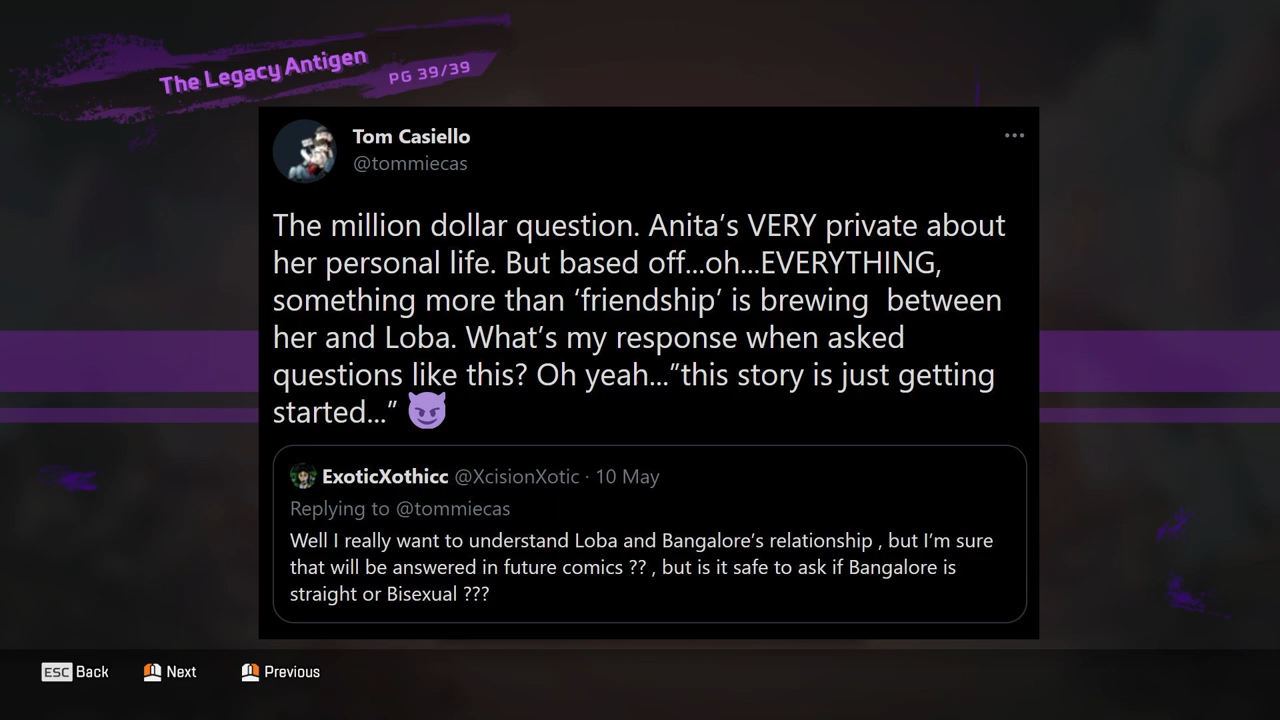 The Legacy Antigen
PG 39/39
Tom Casiello
@tommiecas
The million dollar question. Anita’s VERY private about
her personal life. But based off...oh...EVERYTHING,
something more than ‘friendship’ is brewing  between
her and Loba. What’s my response when asked
questions like this? Oh yeah...”this story is just getting
started...” 😈
ExoticXothicc @XcisionXotic · 10 May
Replying to @tommiecas
Well I really want to understand Loba and Bangalore’s relationship , but I’m sure
that will be answered in future comics ?? , but is it safe to ask if Bangalore is
straight or Bisexual ???
ESC Back Next Previous